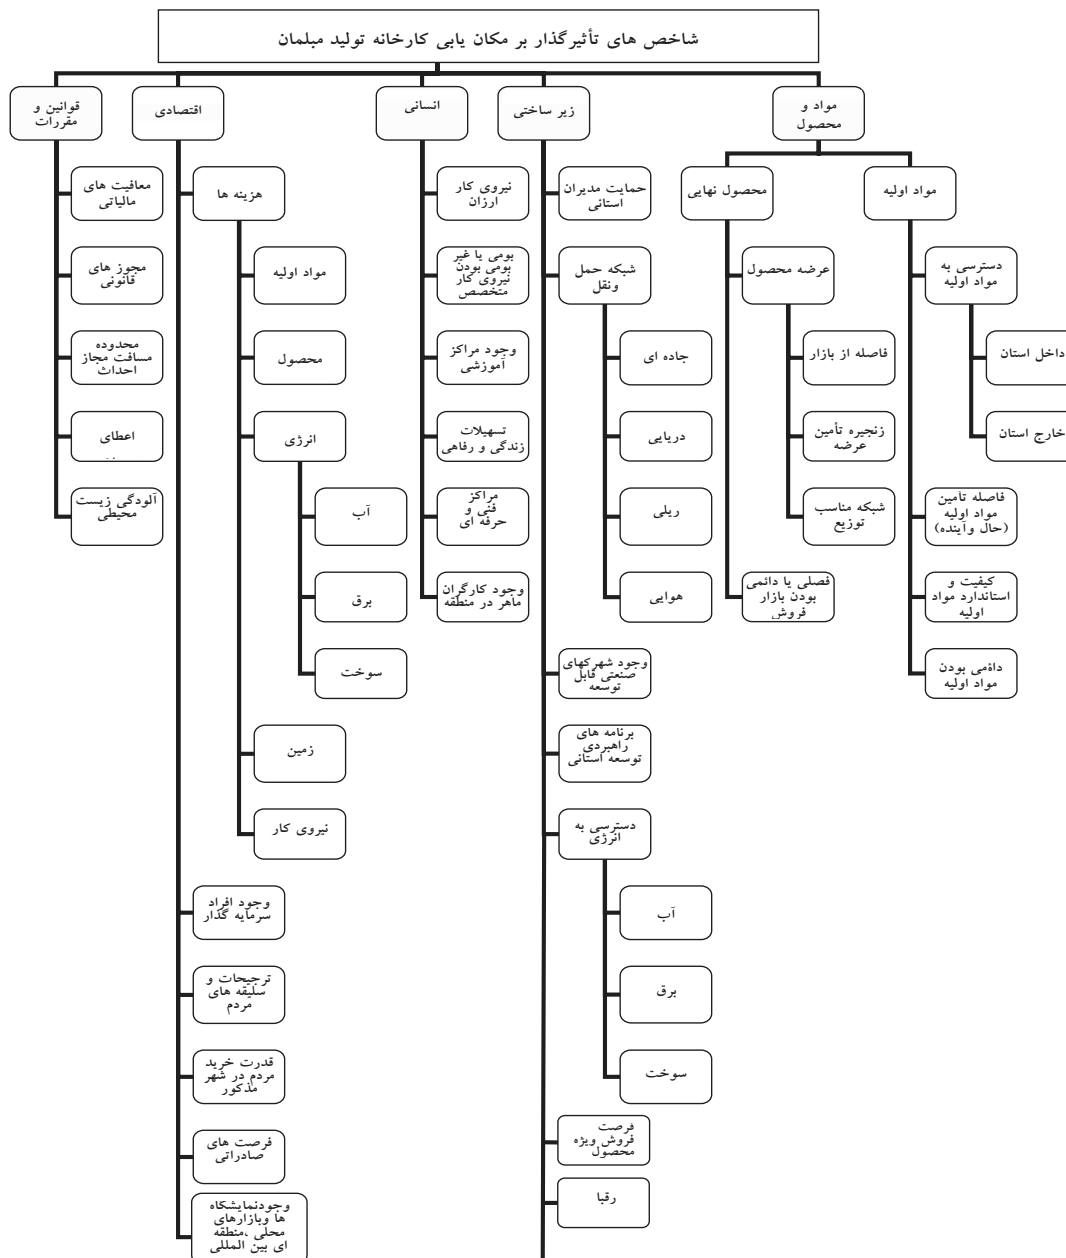 شاخص های تأثیرگذار بر مکان یابی کارخانه تولید مبلمان
مواد و
محصول
مواد اولیه
دسترسی به
مواد اولیه
داخل استان
خارج استان
فاصله تأمین
مواد اولیه
(حال وآینده)
کیفیت و
استاندارد مواد
اولیه
دائمی بودن
مواد اولیه
محصول نهایی
عرضه محصول
فاصله از بازار
زنجیره تأمین
عرضه
شبکه مناسب
توزیع
فصلی یا دائمی
بودن بازار
فروش
زیر ساختی
حمایت مدیران
استانی
شبکه حمل
ونقل
جاده ای
دریایی
ریلی
هوایی
وجود شهرکهای
صنعتی قابل
توسعه
برنامه های
راهبردی
توسعه استانی
دسترسی به
انرژی
آب
برق
سوخت
فرصت
فروش ویژه
محصول
رقبا
انسانی
نیروی کار
ارزان
بومی یا غیر
بومی بودن
نیروی کار
متخصص
وجود مراکز
آموزشی
تسهیلات
زندگی و رفاهی
مراکز
فنی و
حرفه ای
وجود کارگران
ماهر در منطقه
اقتصادی
هزینه ها
مواد اولیه
محصول
انرژی
آب
برق
سوخت
زمین
نیروی کار
وجود افراد
سرمایه گذار
ترجیحات و
سلیقه های
مردم
قدرت خرید
مردم در شهر
مذکور
فرصت های
صادراتی
وجودنمایشگاه
ها وبازارهای
محلی ،منطقه
ای بین المللی
قوانین و
مقررات
معافیت های
مالیاتی
مجوز های
قانونی
محدوده
مسافت مجاز
احداث
اعطای
آلودگی زیست
محیطی